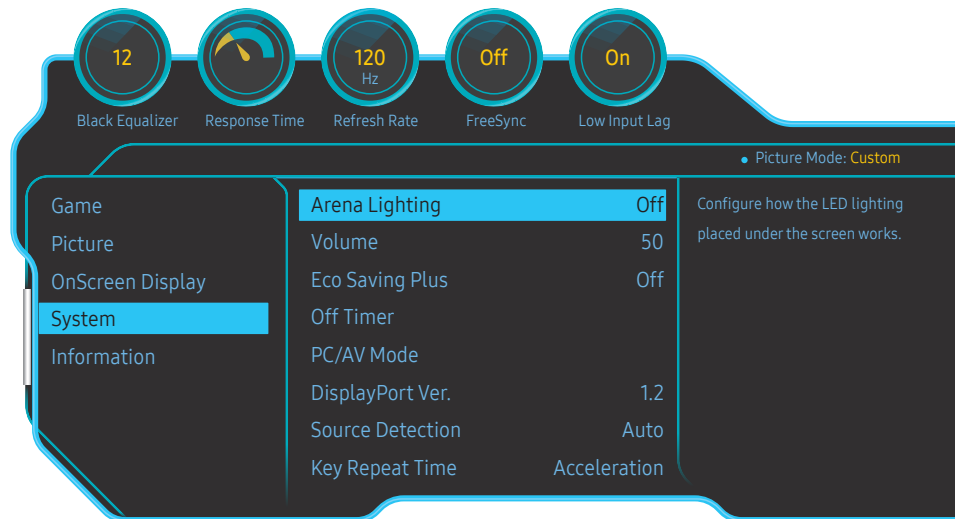 12
120
Hz
Off
On
Black Equalizer
Response Time
Refresh Rate
FreeSync
Low Input Lag
Picture Mode: Custom
Game
Picture
OnScreen Display
System
Information
Arena Lighting Off
Volume 50
Eco Saving Plus Off
Off Timer
PC/AV Mode
DisplayPort Ver. 1.2
Source Detection Auto
Key Repeat Time Acceleration
Configure how the LED lighting
placed under the screen works.